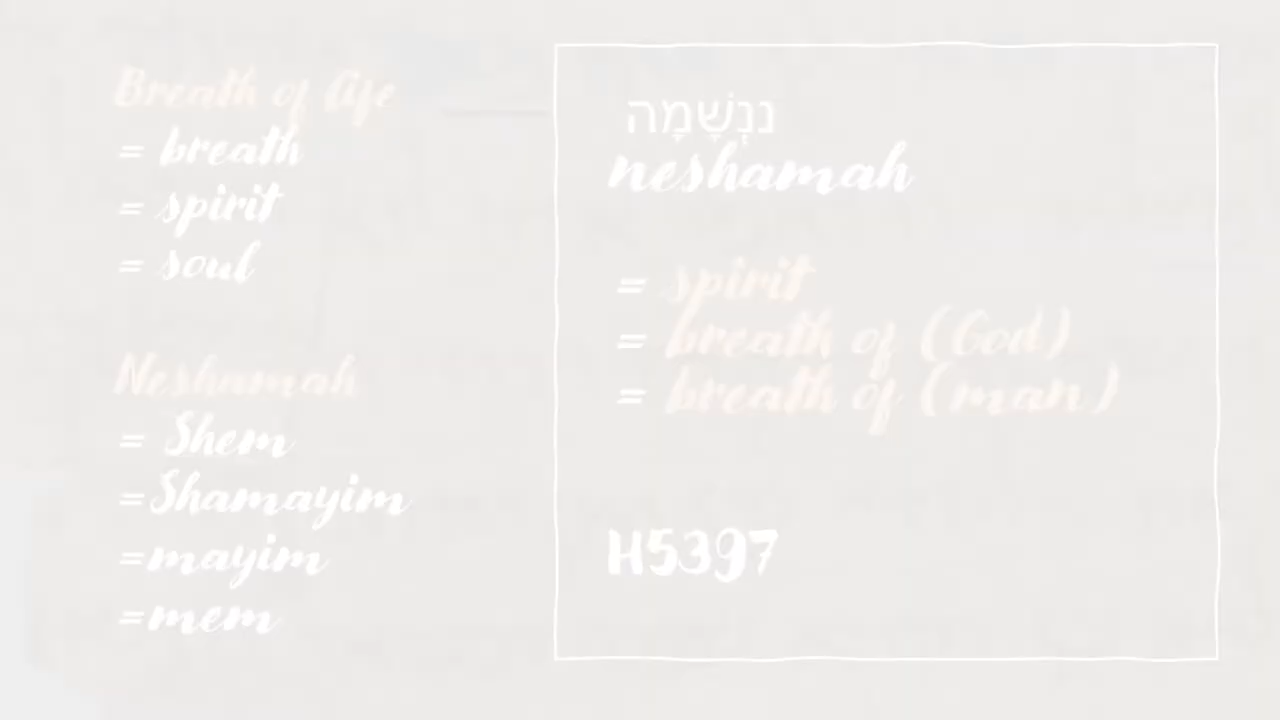 Breath of life
= breath
= spirit
= soul
Neshamah
= Shem
=Shamayim
=mayim
=mem
ננְשָׁמָה
neshamah
= spirit
= breath of (God)
= breath of (man)
H5397